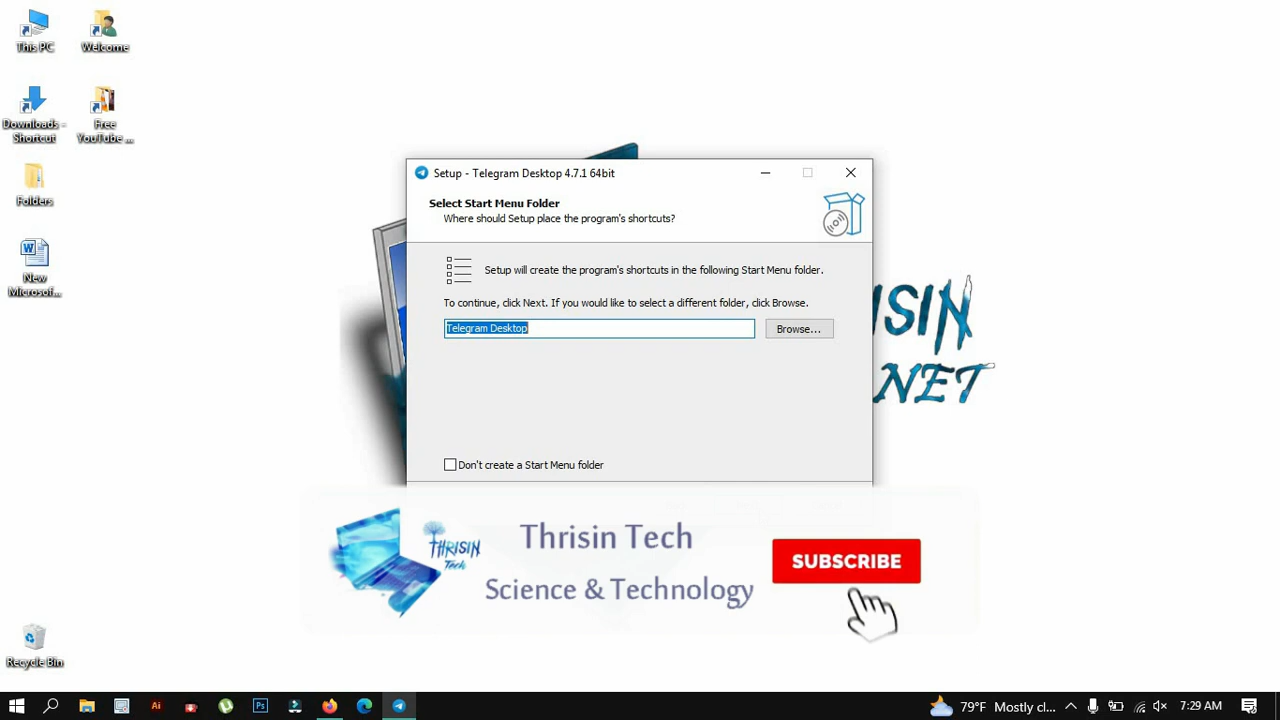 This PC
Welcome
Downloads -
Shortcut
Free
YouTube ...
Folders
New
Microsof...
Recycle Bin
Setup - Telegram Desktop 4.7.1 64bit
Select Start Menu Folder
Where should Setup place the program's shortcuts?
Setup will create the program's shortcuts in the following Start Menu folder.
To continue, click Next. If you would like to select a different folder, click Browse.
Telegram Desktop
Browse...
Don't create a Start Menu folder
NET
THRISIN
Tech
Thrisin Tech
Science & Technology
SUBSCRIBE
Ai
Ps
79°F Mostly cl...
7:29 AM